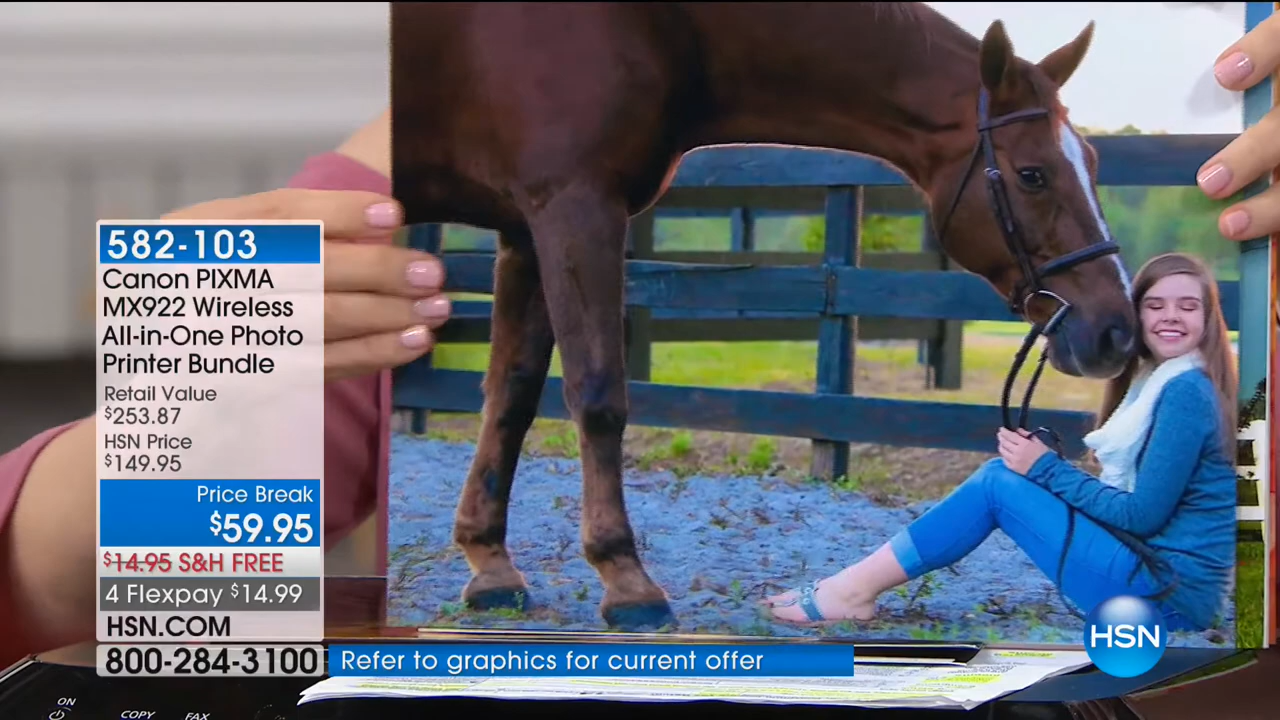 582-103
Canon PIXMA
MX922 Wireless
All-in-One Photo
Printer Bundle
Retail Value
$253.87
HSN Price
$149.95
Price Break
$59.95
$14.95 S&H FREE
4 Flexpay $14.99
HSN.COM
800-284-3100
Refer to graphics for current offer
HSN
ON
COPY
FAX